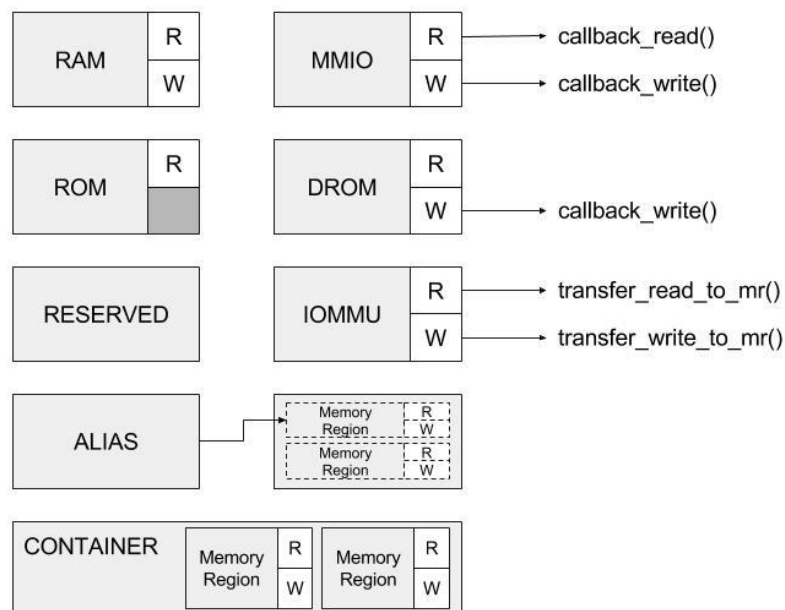 RAM
R
W
MMIO
R
W
callback_read()
callback_write()
ROM
R
DROM
R
W
callback_write()
RESERVED
IOMMU
R
W
transfer_read_to_mr()
transfer_write_to_mr()
ALIAS
Memory
Region
R
W
Memory
Region
R
W
CONTAINER
Memory
Region
R
W
Memory
Region
R
W